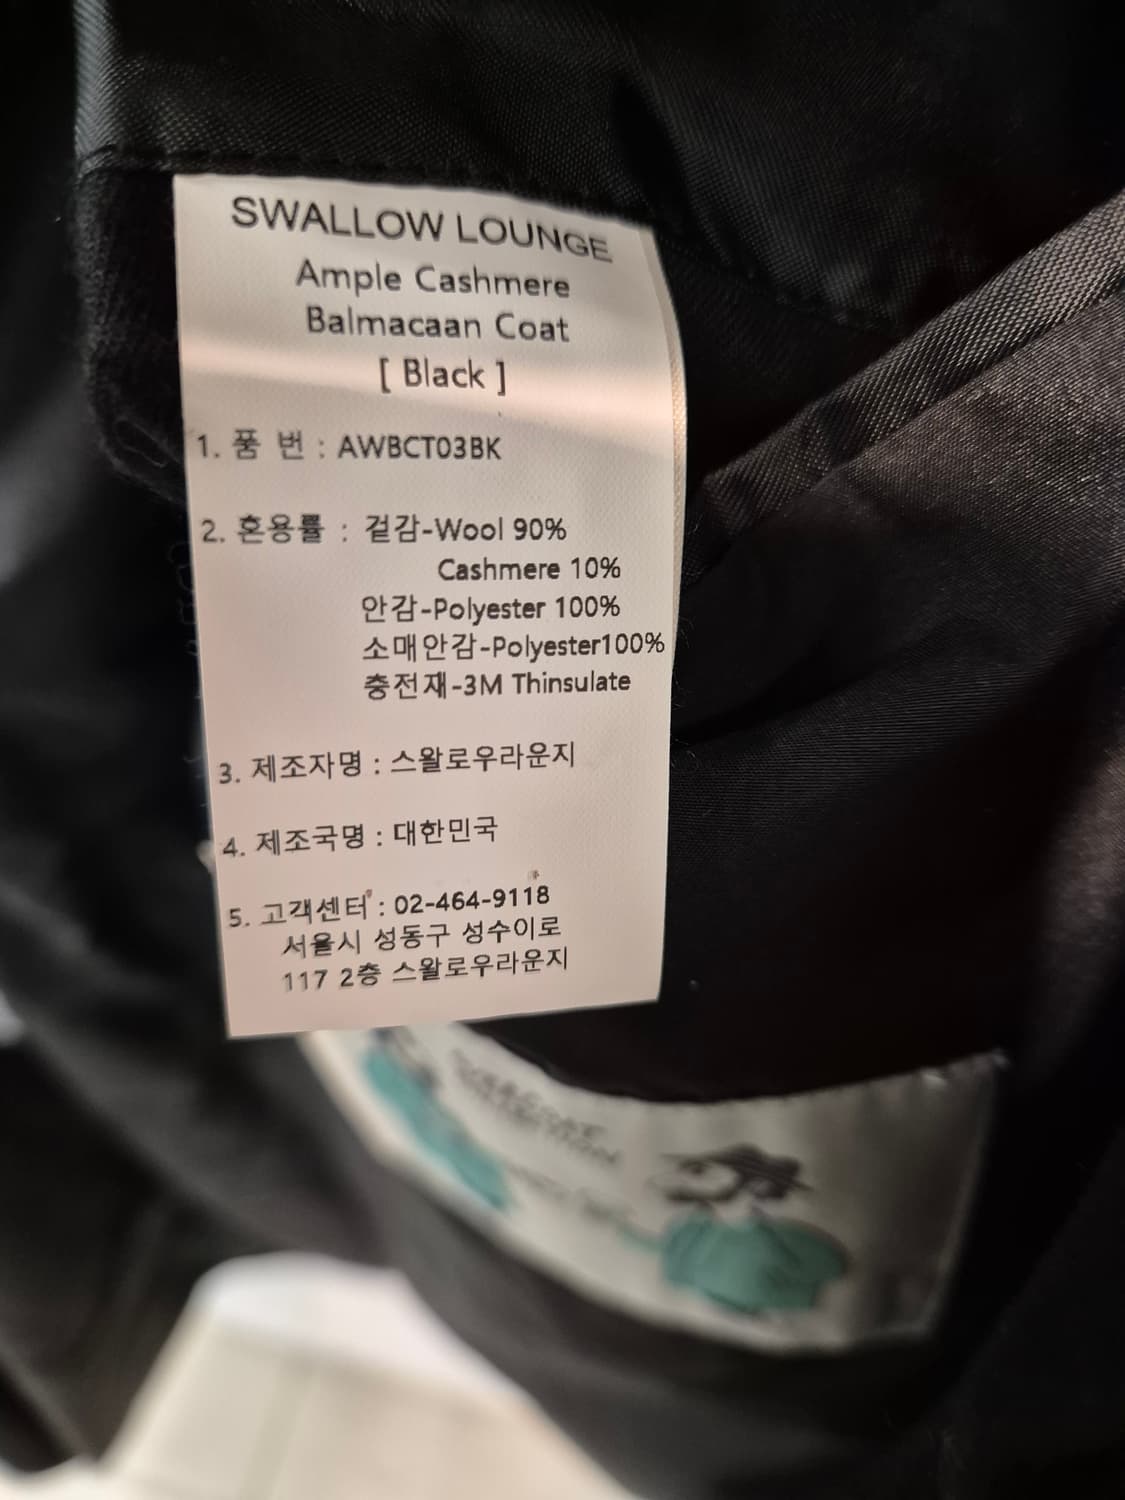 SWALLOW LOUNGE
Ample Cashmere
Balmacaan Coat
[ Black ]
1. 품 번 : AWBCT03BK
2. 혼용률 : 겉감-Wool 90%
Cashmere 10%
안감-Polyester 100%
소매안감-Polyester100%
충전재-3M Thinsulate
3. 제조자명 : 스왈로우라운지
4. 제조국명 : 대한민국
5. 고객센터 : 02-464-9118
서울시 성동구 성수이로
117 2층 스왈로우라운지